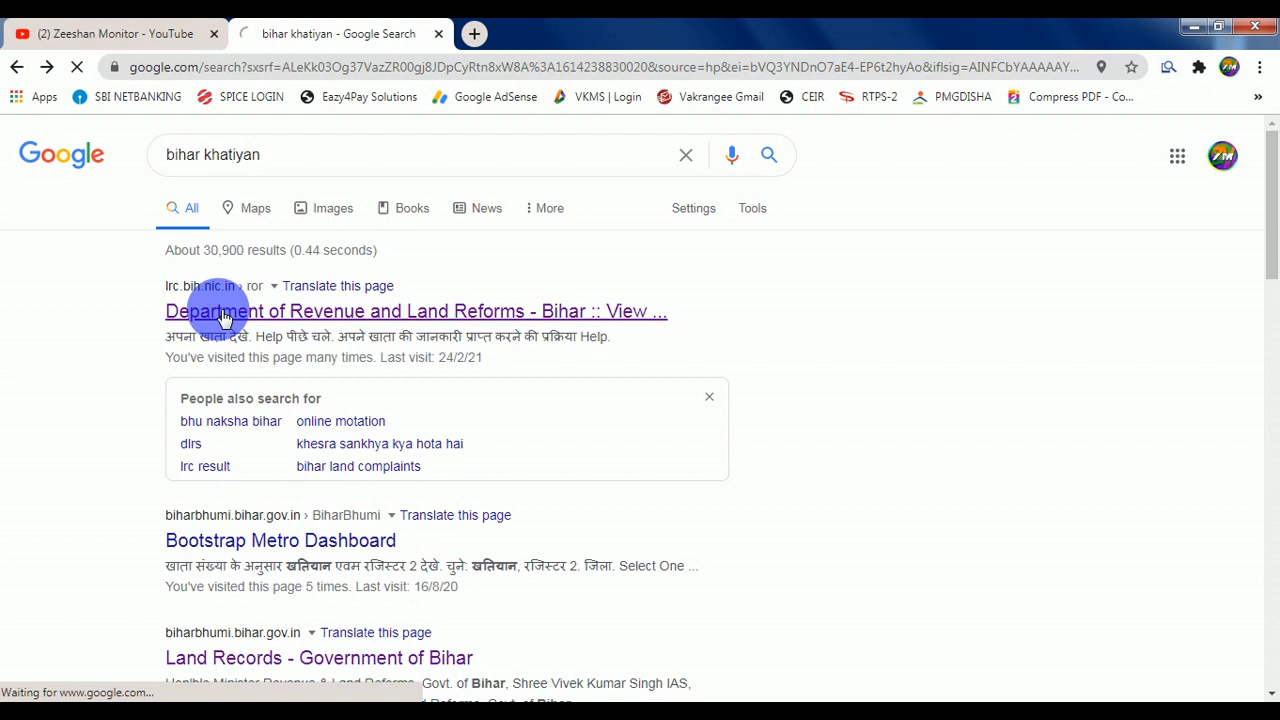 (2) Zeeshan Monitor - YouTube
bihar khatiyan - Google Search
google.com/search?sxsrf=ALeKk03Og37VazZR00gj8JDpCyRtn8xW8A%3A1614238830020&source=hp&ei=bVQ3YNDnO7aE4-EP6t2hyAo&iflsig=AINFCbYAAAAAY...
Apps SBI NETBANKING SPICE LOGIN Eazy4Pay Solutions Google AdSense VKMS | Login Vakrangee Gmail CEIR RTPS-2 PMGDISHA Compress PDF - Co... »
Google bihar khatiyan ZM
All Maps Images Books News More Settings Tools
About 30,900 results (0.44 seconds)
lrc.bih.nic.in › ror Translate this page
Department of Revenue and Land Reforms - Bihar :: View ...
अपना खाता देखे. Help पीछे चले. अपने खाता की जानकारी प्राप्त करने की प्रक्रिया Help.
You've visited this page many times. Last visit: 24/2/21
People also search for
bhu naksha bihar online motation
dlrs khesra sankhya kya hota hai
lrc result bihar land complaints
biharbhumi.bihar.gov.in › BiharBhumi Translate this page
Bootstrap Metro Dashboard
खाता संख्या के अनुसार खतियान एवम रजिस्टर 2 देखे. चुने: खतियान, रजिस्टर 2. जिला. Select One ...
You've visited this page 5 times. Last visit: 16/8/20
biharbhumi.bihar.gov.in Translate this page
Land Records - Government of Bihar
Hon'ble Minister Revenue & Land Reforms, Govt. of Bihar, Shree Vivek Kumar Singh IAS,
Waiting for www.google.com...